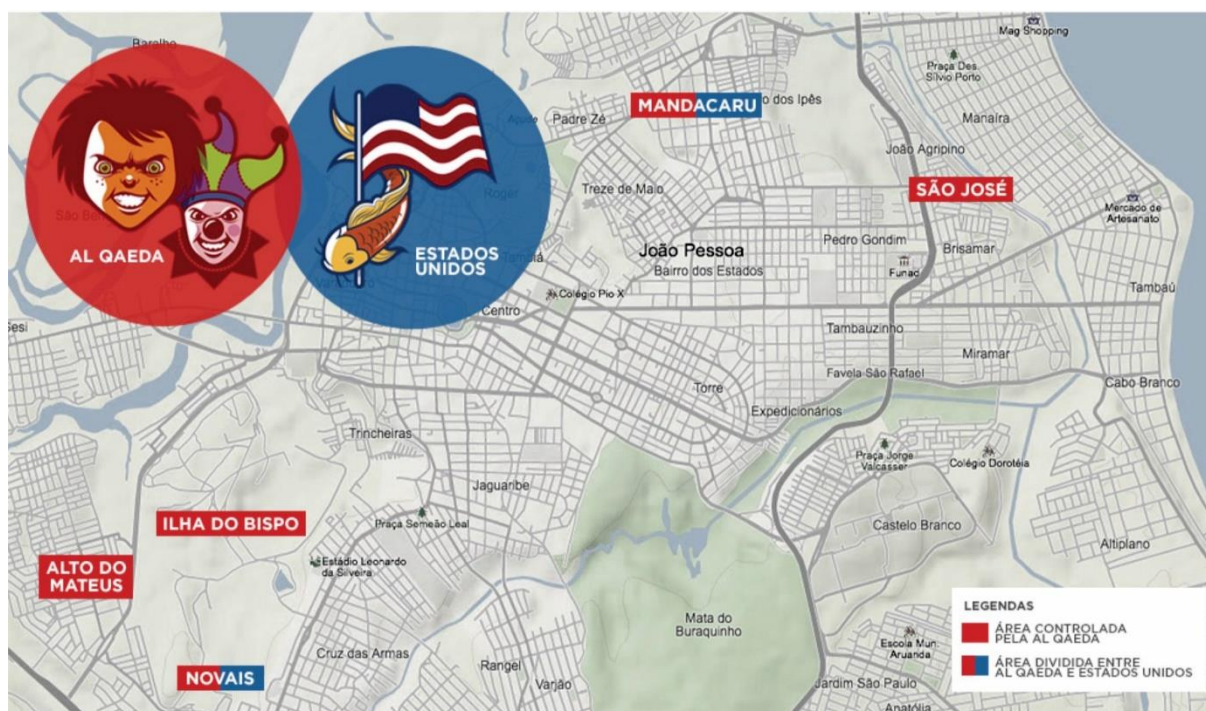 Mag Shopping
Baralho
Praça Des.
Sílvio Porto
MANDACARU
o dos Ipês
Padre Zé
Manaíra
João Agripino
Treze de Maio
SÃO JOSÉ
Roger
Mercado de
Artesanato
AL QAEDA
ESTADOS
UNIDOS
João Pessoa
Bairro dos Estados
Pedro Gondim
Brisamar
Funad
Tambaú
Colégio Pio X
Centro
Sesi
Tambauzinho
Miramar
Favela São Rafael
Torre
Cabo Branco
Expedicionários
Trincheiras
Praça Jorge
Valcasser
Colégio Dorotéia
Jaguaribe
ILHA DO BISPO
Praça Semeão Leal
Castelo Branco
Altiplano
ALTO DO
MATEUS
Estádio Leonardo
da Silveira
LEGENDAS
ÁREA CONTROLADA
PELA AL QAEDA
ÁREA DIVIDIDA ENTRE
AL QAEDA E ESTADOS UNIDOS
Mata do
Buraquinho
Escola Mun.
Aruanda
Cruz das Armas
Rangel
NOVAIS
Varjão
Jardim São Paulo
Anatólia